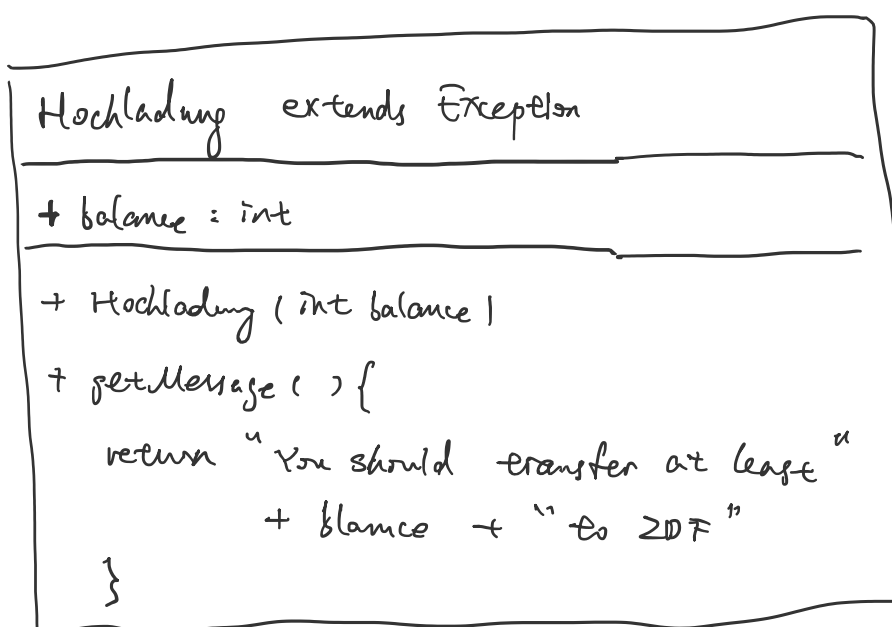 Hochladung extends Exception
+ balance : int
+ Hochladung ( int balance )
+ getMessage ( ) {
return "You should transfer at least"
+ blamce + "to ZDF"
}